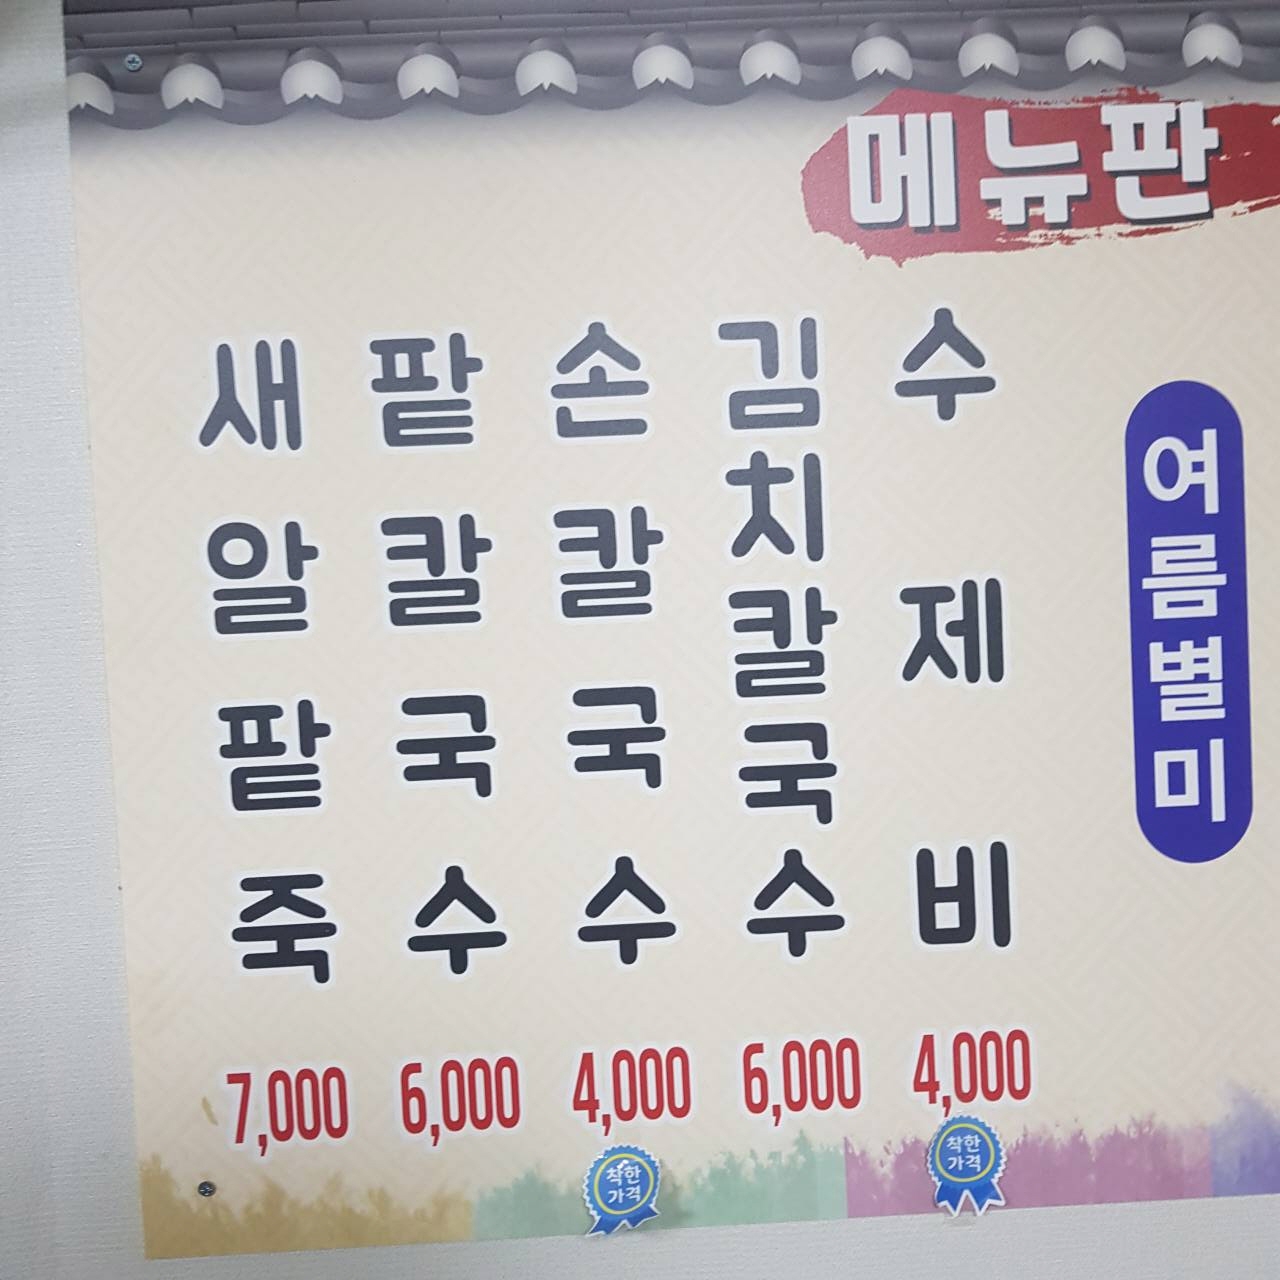 메뉴판
새알팥죽
7,000
팥칼국수
6,000
손칼국수
4,000
착한
가격
김치칼국수
6,000
수제비
4,000
착한
가격
여름별미